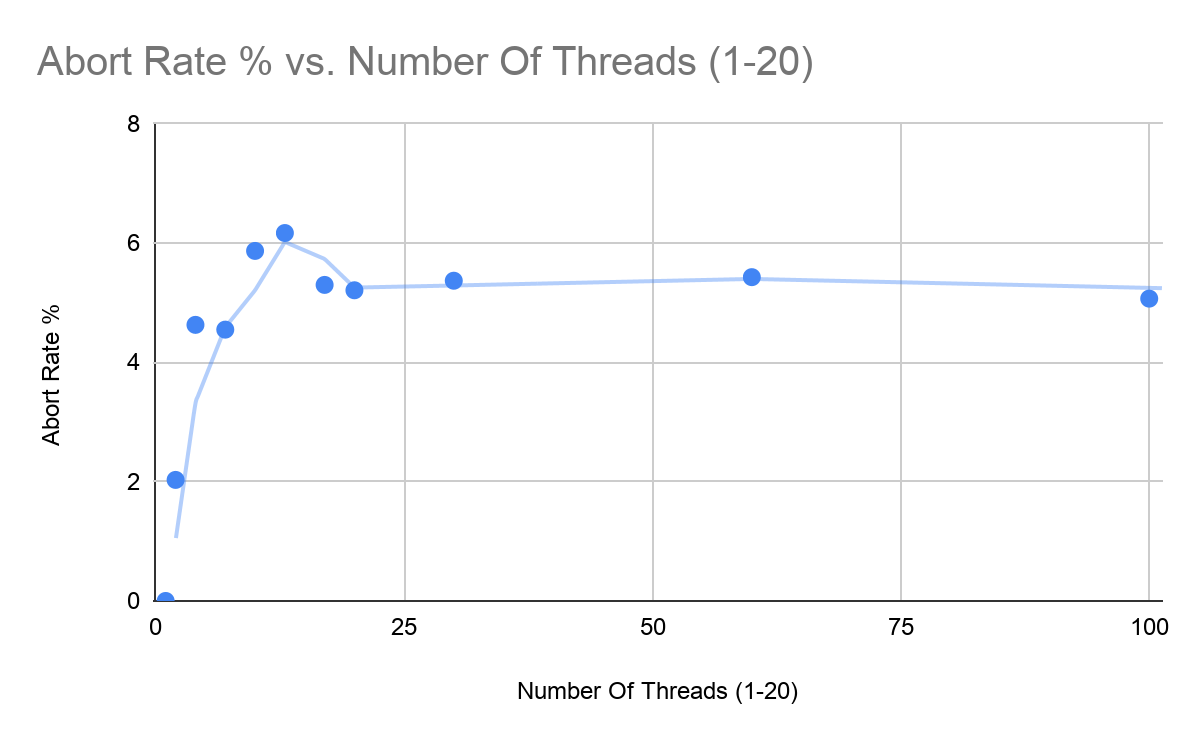 Abort Rate % vs. Number Of Threads (1-20)
8
6
4
2
0
Abort Rate %
0 25 50 75 100
Number Of Threads (1-20)